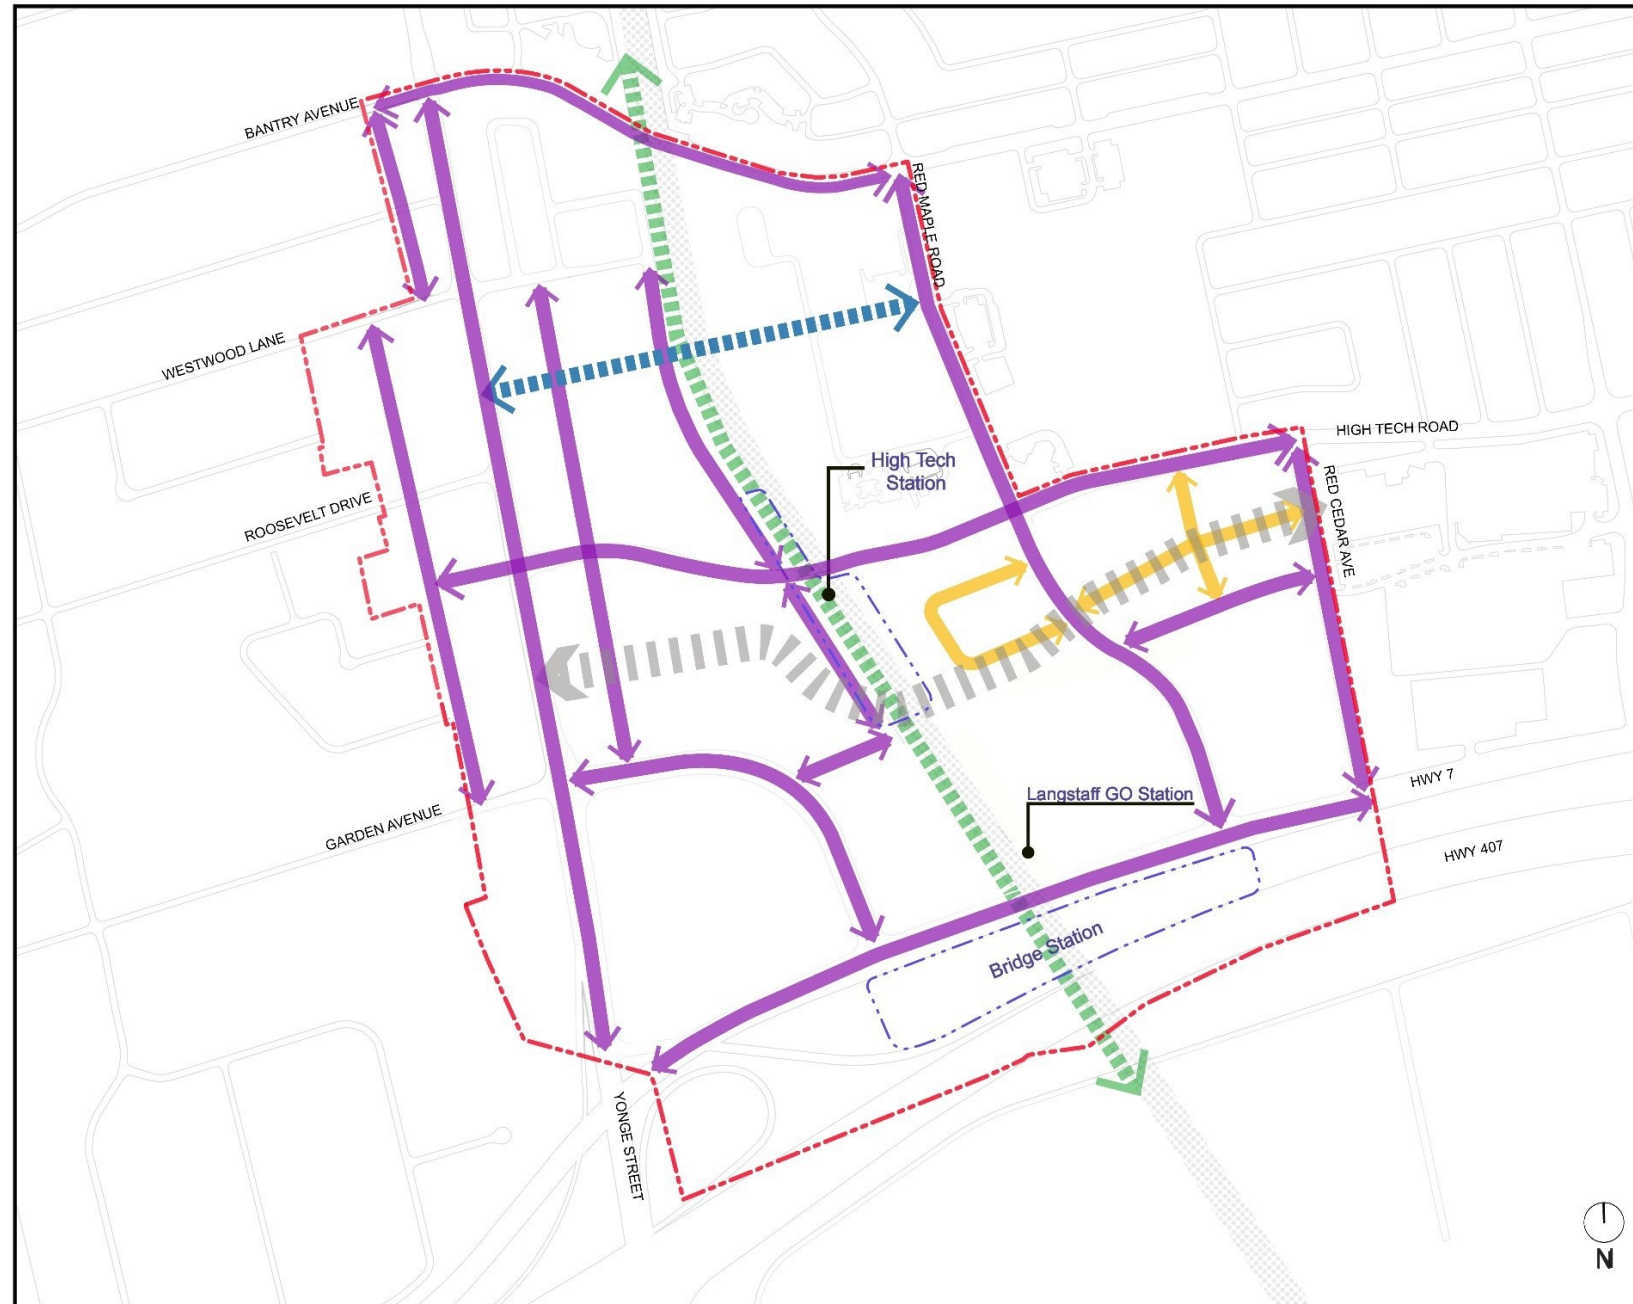 BANTRY AVENUE
RED MAPLE ROAD
WESTWOOD LANE
HIGH TECH ROAD
High Tech
Station
RED CEDAR AVE
ROOSEVELT DRIVE
HWY 7
Langstaff GO Station
GARDEN AVENUE
HWY 407
Bridge Station
YONGE STREET
N